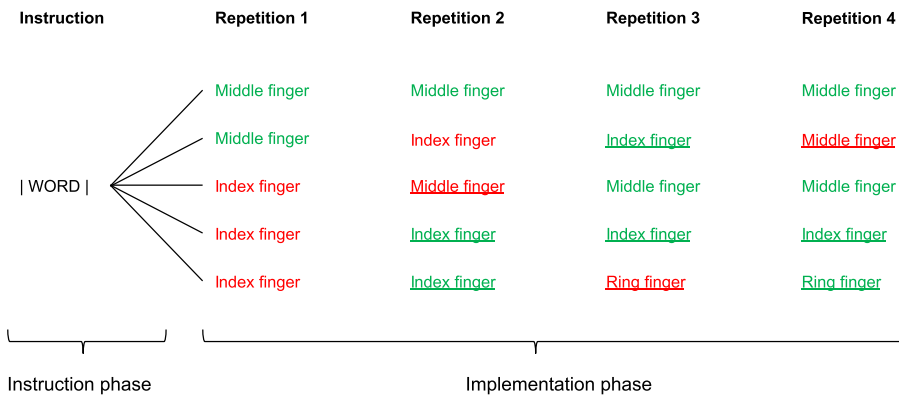 Instruction Repetition 1 Repetition 2 Repetition 3 Repetition 4
Middle finger Middle finger Middle finger Middle finger
Middle finger Index finger Index finger Middle finger
| WORD | Index finger Middle finger Middle finger Middle finger
Index finger Index finger Index finger Index finger
Index finger Index finger Ring finger Ring finger
Instruction phase Implementation phase